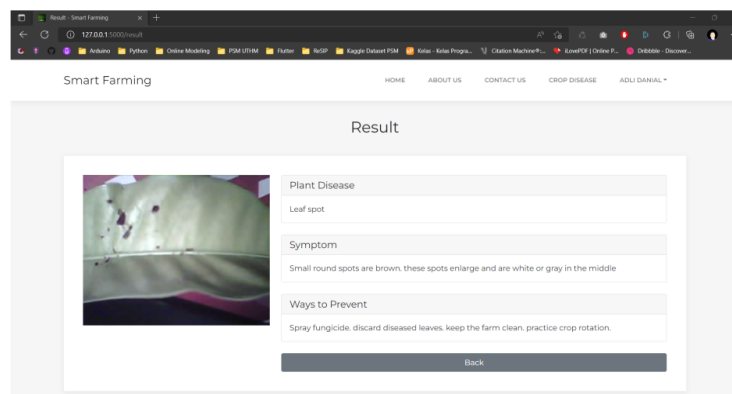 Result - Smart Farming
127.0.0.1:5000/result
Arduino Python Online Modeling PSM UTHM Flutter ReSIP Kaggle Dataset PSM Kelas - Kelas Progra... Citation Machine®:... iLovePDF | Online P... Dribbble - Discover...
Smart Farming HOME ABOUT US CONTACT US CROP DISEASE ADLI DANIAL
Result
Plant Disease
Leaf spot
Symptom
Small round spots are brown. these spots enlarge and are white or gray in the middle
Ways to Prevent
Spray fungicide. discard diseased leaves. keep the farm clean. practice crop rotation.
Back